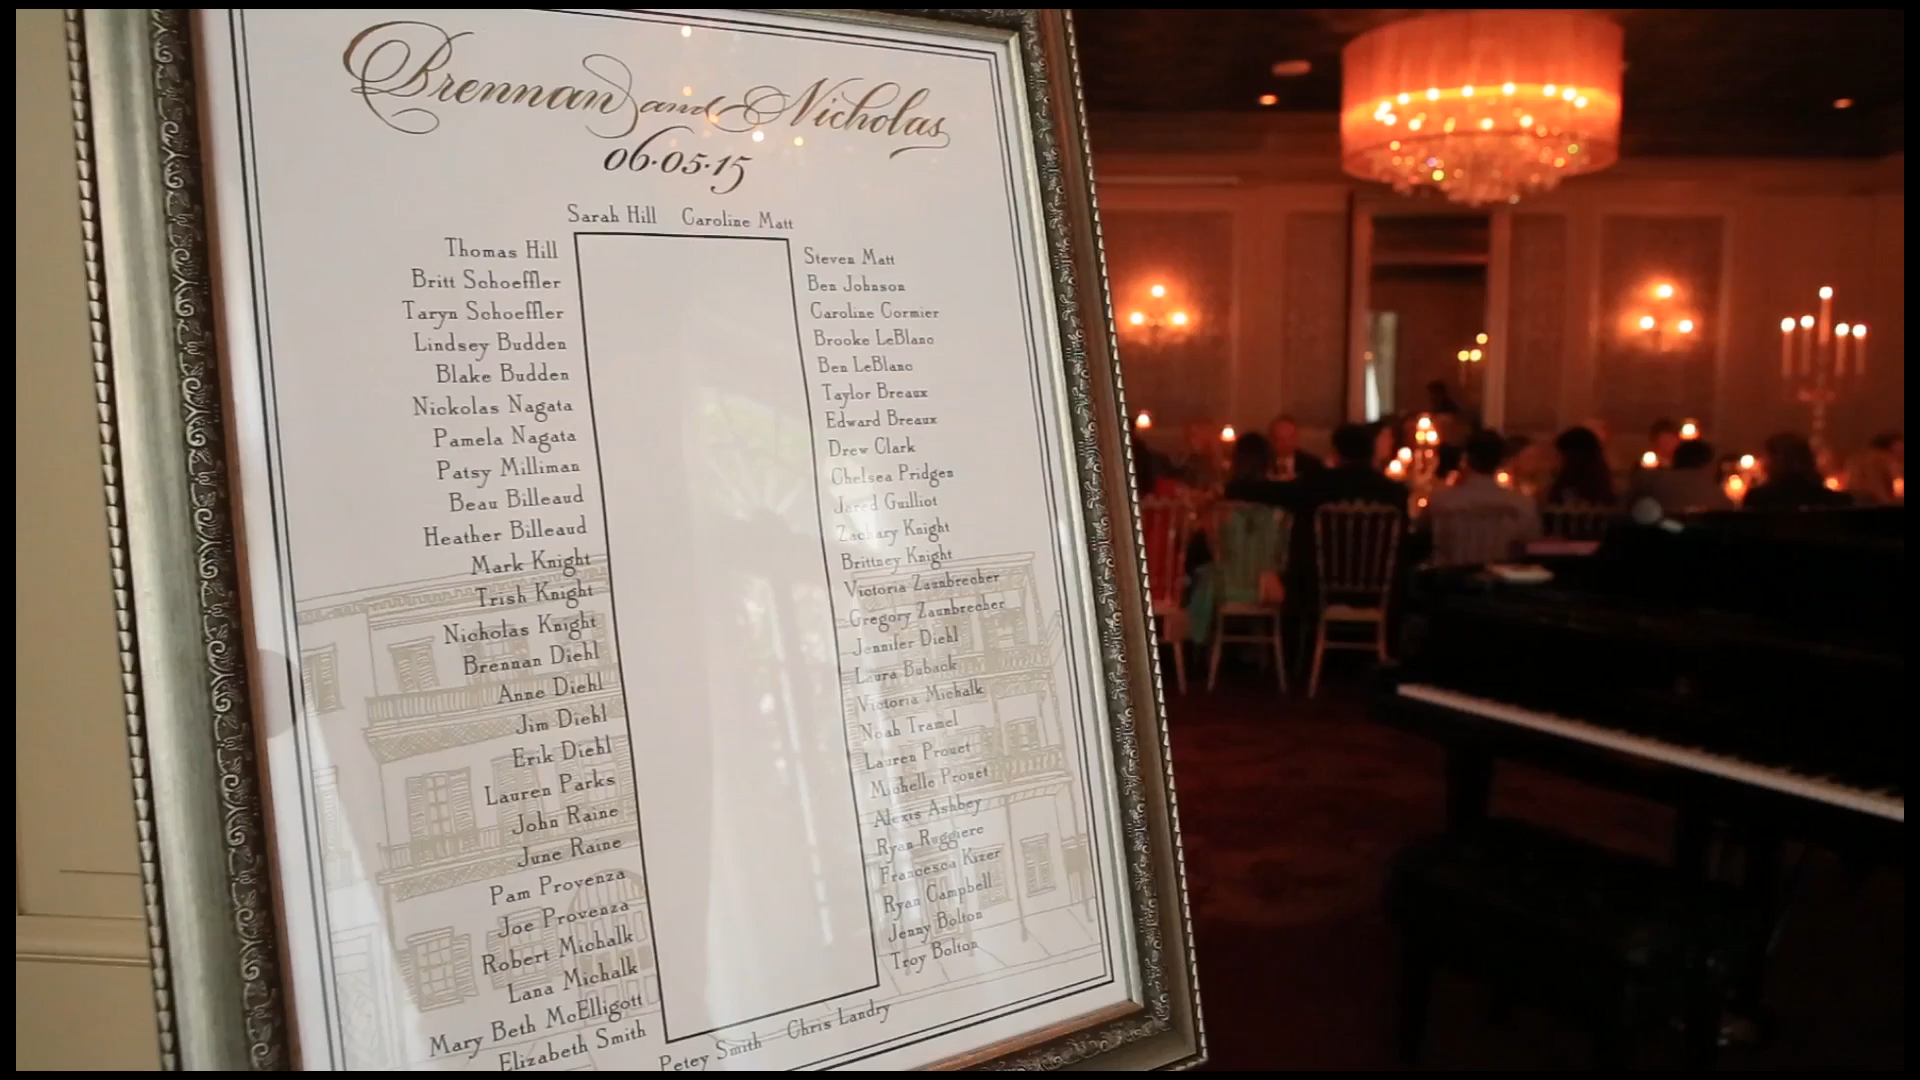 Brennan and Nicholas
06·05·15
Sarah Hill Caroline Matt
Thomas Hill
Britt Schoeffler
Taryn Schoeffler
Lindsey Budden
Blake Budden
Nickolas Nagata
Pamela Nagata
Patsy Milliman
Beau Billeaud
Heather Billeaud
Mark Knight
Trish Knight
Nicholas Knight
Brennan Diehl
Anne Diehl
Jim Diehl
Erik Diehl
Lauren Parks
John Raine
June Raine
Pam Provenza
Joe Provenza
Robert Michalk
Lana Michalk
Mary Beth McElligott
Elizabeth Smith
Steven Matt
Ben Johnson
Caroline Cormier
Brooke LeBlanc
Ben LeBlanc
Taylor Breaux
Edward Breaux
Drew Clark
Chelsea Pridgen
Jared Guilliot
Zachary Knight
Brittney Knight
Victoria Zaunbrecher
Gregory Zaunbrecher
Jennifer Diehl
Laura Buback
Victoria Michalk
Noah Tramel
Lauren Prouet
Michelle Prouet
Alexis Ashbey
Ryan Ruggiere
Francesca Kizer
Ryan Campbell
Jenny Bolton
Troy Bolton
Petey Smith Chris Landry